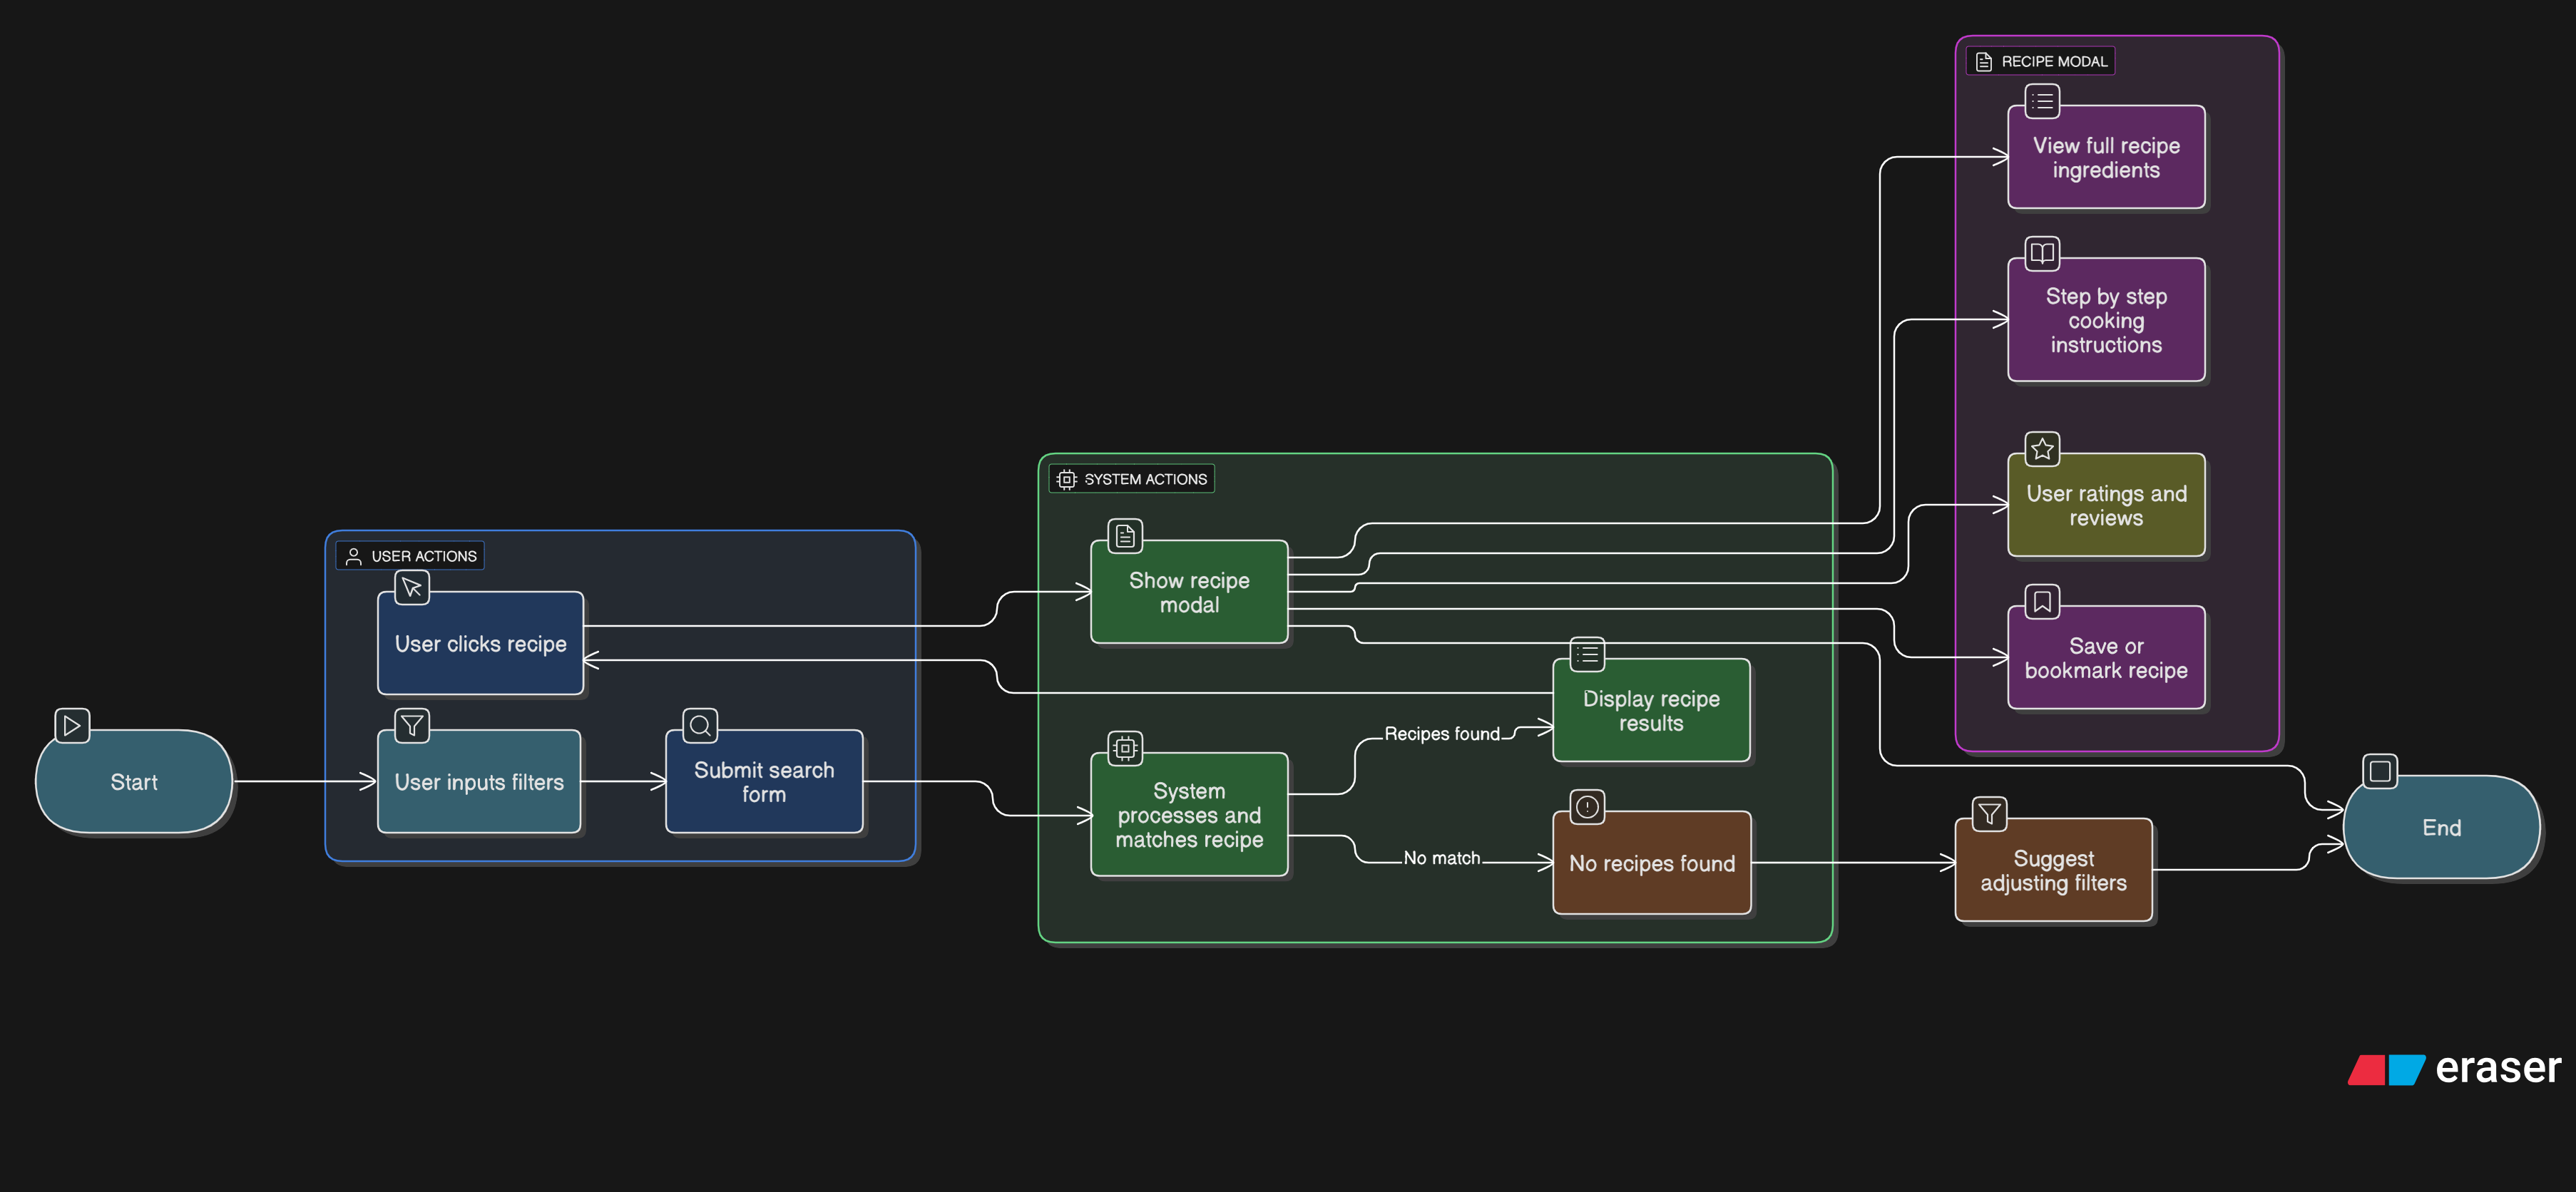 RECIPE MODAL
View full recipe
ingredients
Step by step
cooking
instructions
User ratings and
reviews
Save or
bookmark recipe
SYSTEM ACTIONS
Show recipe
modal
Display recipe
results
Recipes found
System
processes and
matches recipe
No match
No recipes found
USER ACTIONS
User clicks recipe
User inputs filters
Submit search
form
Start
Suggest
adjusting filters
End
eraser